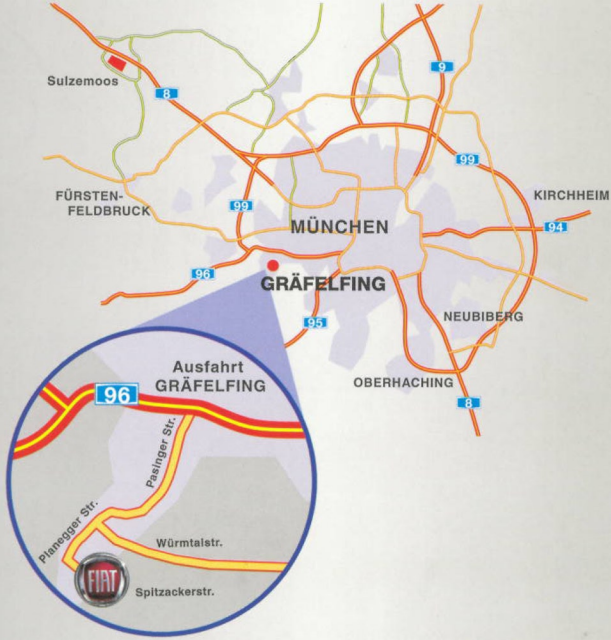 Sulzemoos
8
9
99
FÜRSTEN-
FELDBRUCK
99
KIRCHHEIM
94
MÜNCHEN
96
GRÄFELFING
95
NEUBIBERG
OBERHACHING
8
Ausfahrt
GRÄFELFING
96
Pasinger Str.
Planegger Str.
Würmtalstr.
FIAT
Spitzackerstr.